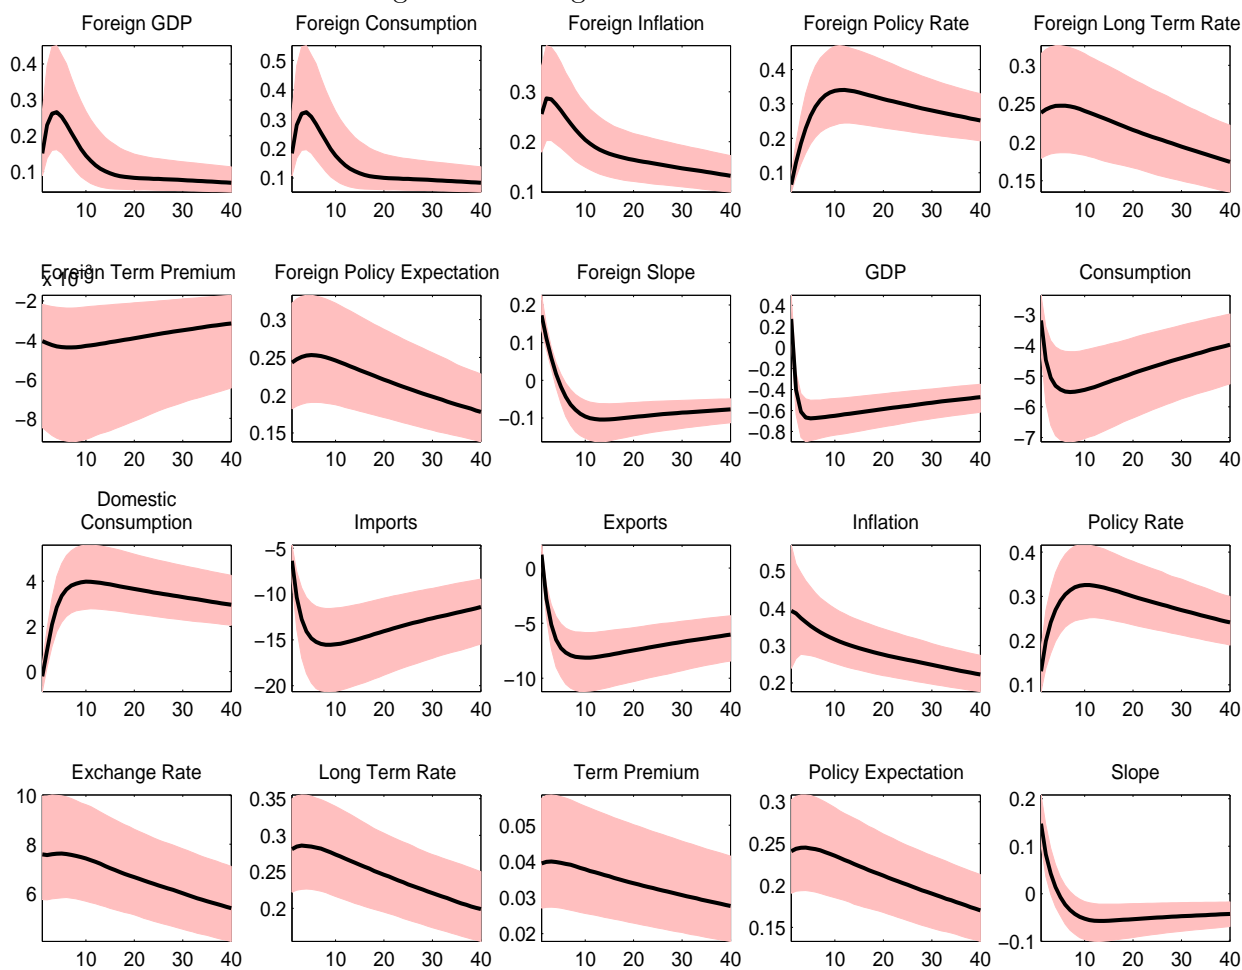 Foreign GDP Foreign Consumption Foreign Inflation Foreign Policy Rate Foreign Long Term Rate
0.4 0.3 0.2 0.1 10 20 30 40
0.5 0.4 0.3 0.2 0.1 10 20 30 40
0.3 0.2 0.1 10 20 30 40
0.4 0.3 0.2 0.1 10 20 30 40
0.3 0.25 0.2 0.15 10 20 30 40
Foreign Term Premium Foreign Policy Expectation Foreign Slope GDP Consumption
−2 −4 −6 −8 10 20 30 40
0.3 0.25 0.2 0.15 10 20 30 40
0.2 0.1 0 −0.1 10 20 30 40
0.4 0.2 0 −0.2 −0.4 −0.6 −0.8 10 20 30 40
−3 −4 −5 −6 −7 10 20 30 40
Domestic
Consumption Imports Exports Inflation Policy Rate
4 2 0 10 20 30 40
−5 −10 −15 −20 10 20 30 40
0 −5 −10 10 20 30 40
0.5 0.4 0.3 0.2 10 20 30 40
0.4 0.3 0.2 0.1 10 20 30 40
Exchange Rate Long Term Rate Term Premium Policy Expectation Slope
10 8 6 10 20 30 40
0.35 0.3 0.25 0.2 10 20 30 40
0.05 0.04 0.03 0.02 10 20 30 40
0.3 0.25 0.2 0.15 10 20 30 40
0.2 0.1 0 −0.1 10 20 30 40